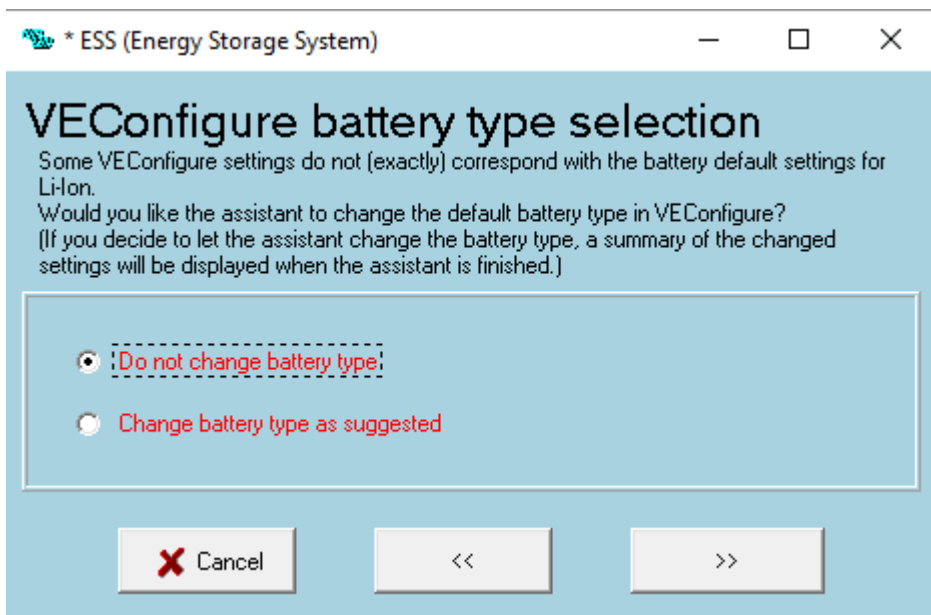 * ESS (Energy Storage System)
VEConfigure battery type selection
Some VEConfigure settings do not (exactly) correspond with the battery default settings for
Li-Ion.
Would you like the assistant to change the default battery type in VEConfigure?
(If you decide to let the assistant change the battery type, a summary of the changed
settings will be displayed when the assistant is finished.)
Do not change battery type
Change battery type as suggested
Cancel << >>